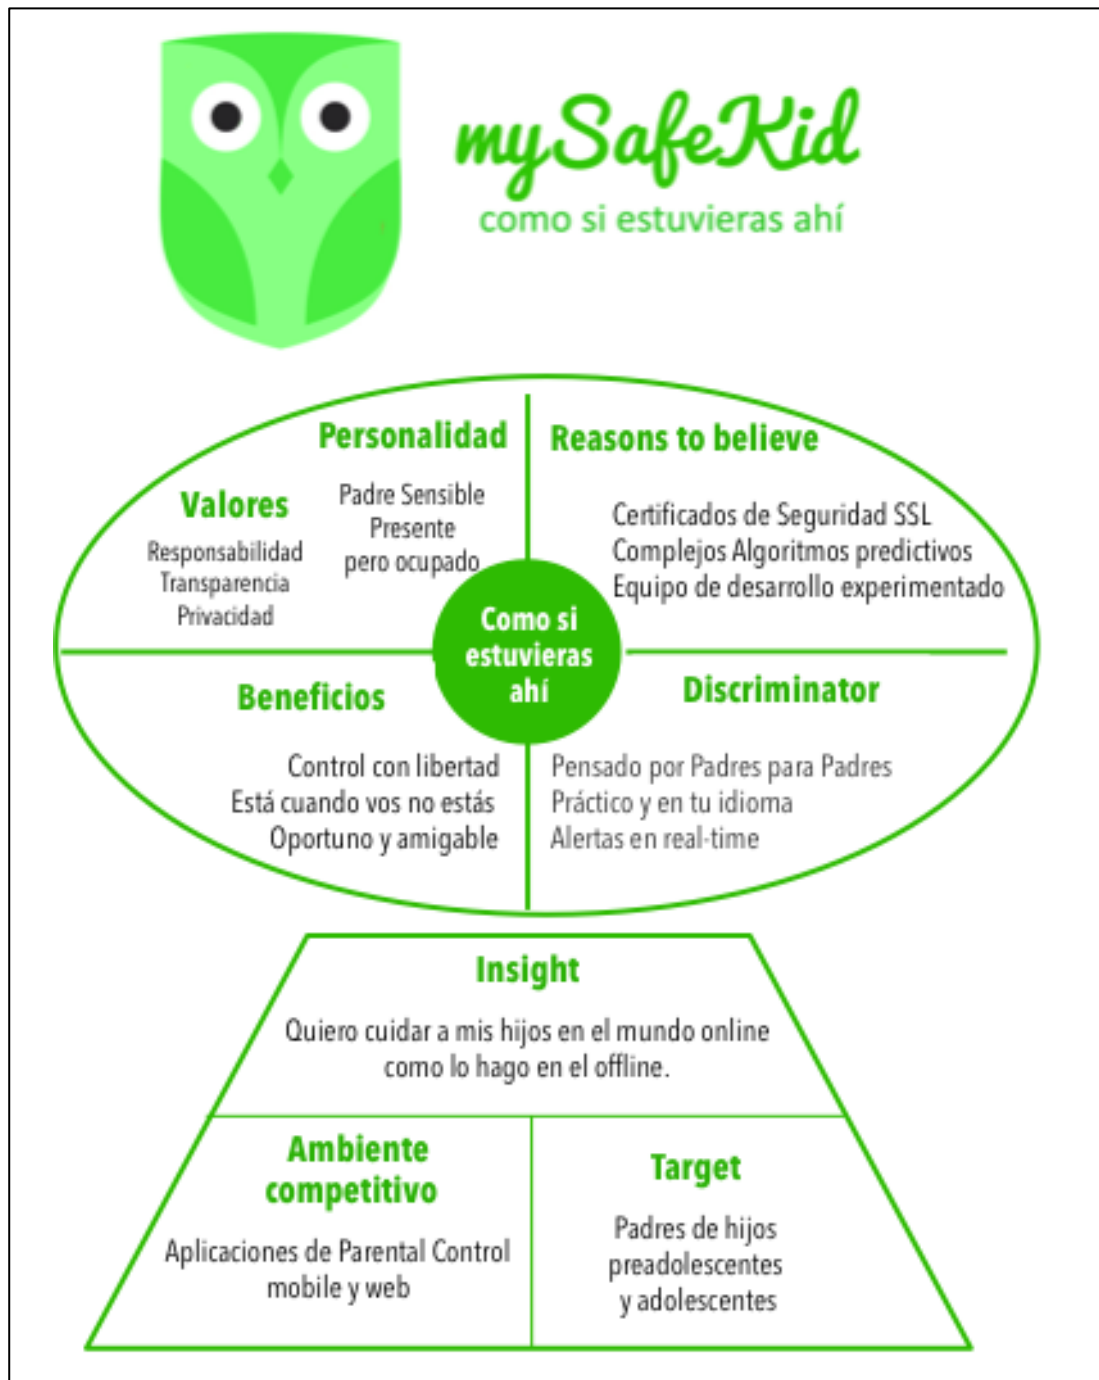 mySafeKid
como si estuvieras ahí
Personalidad
Padre Sensible
Presente
pero ocupado
Valores
Responsabilidad
Transparencia
Privacidad
Reasons to believe
Certificados de Seguridad SSL
Complejos Algoritmos predictivos
Equipo de desarrollo experimentado
Como si
estuvieras
ahí
Beneficios
Control con libertad
Está cuando vos no estás
Oportuno y amigable
Discriminator
Pensado por Padres para Padres
Práctico y en tu idioma
Alertas en real-time
Insight
Quiero cuidar a mis hijos en el mundo online
como lo hago en el offline.
Ambiente
competitivo
Aplicaciones de Parental Control
mobile y web
Target
Padres de hijos
preadolescentes
y adolescentes